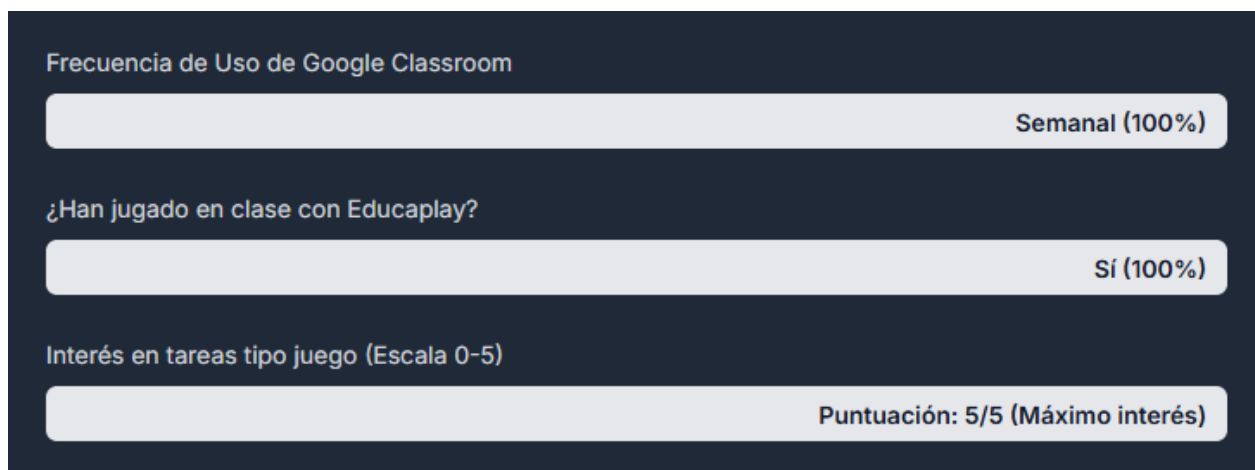 Frecuencia de Uso de Google Classroom
Semanal (100%)
¿Han jugado en clase con Educaplay?
Sí (100%)
Interés en tareas tipo juego (Escala 0-5)
Puntuación: 5/5 (Máximo interés)